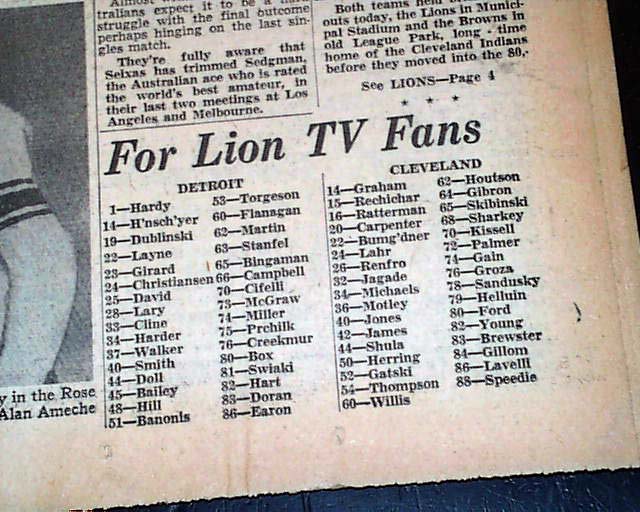 tralians expect it to be a
struggle with the final outcome
perhaps hinging on the last sin-
gles match.
They're fully aware that
Seixas has trimmed Sedgman,
the Australian ace who is rated
the world's best amateur, in
their last two meetings at Los
Angeles and Melbourne.
Both teams held
outs today, the Lions in Munici-
pal Stadium and the Browns in
old League Park, long-time
home of the Cleveland Indians
before they moved into the 80,-
See LIONS—Page 4
* * *
For Lion TV Fans
DETROIT
1—Hardy
14—H'nsch'yer
19—Dublinski
22—Layne
23—Girard
24—Christiansen
25—David
28—Lary
33—Cline
34—Harder
37—Walker
40—Smith
44—Doll
45—Bailey
48—Hill
51—Banonis
53—Torgeson
60—Flanagan
62—Martin
63—Stanfel
65—Bingaman
66—Campbell
70—Cifelli
73—McGraw
74—Miller
75—Prchilk
76—Creekmur
80—Box
81—Swiaki
82—Hart
83—Doran
86—Earon
CLEVELAND
14—Graham
15—Rechichar
16—Ratterman
20—Carpenter
22—Bumg'dner
24—Lahr
26—Renfro
32—Jagade
34—Michaels
36—Motley
40—Jones
42—James
44—Shula
50—Herring
52—Gatski
54—Thompson
60—Willis
62—Houtson
64—Gibron
65—Skibinski
68—Sharkey
70—Kissell
72—Palmer
74—Gain
76—Groza
78—Sandusky
79—Helluin
80—Ford
82—Young
83—Brewster
84—Gillom
86—Lavelli
88—Speedie
y in the Rose
Alan Ameche